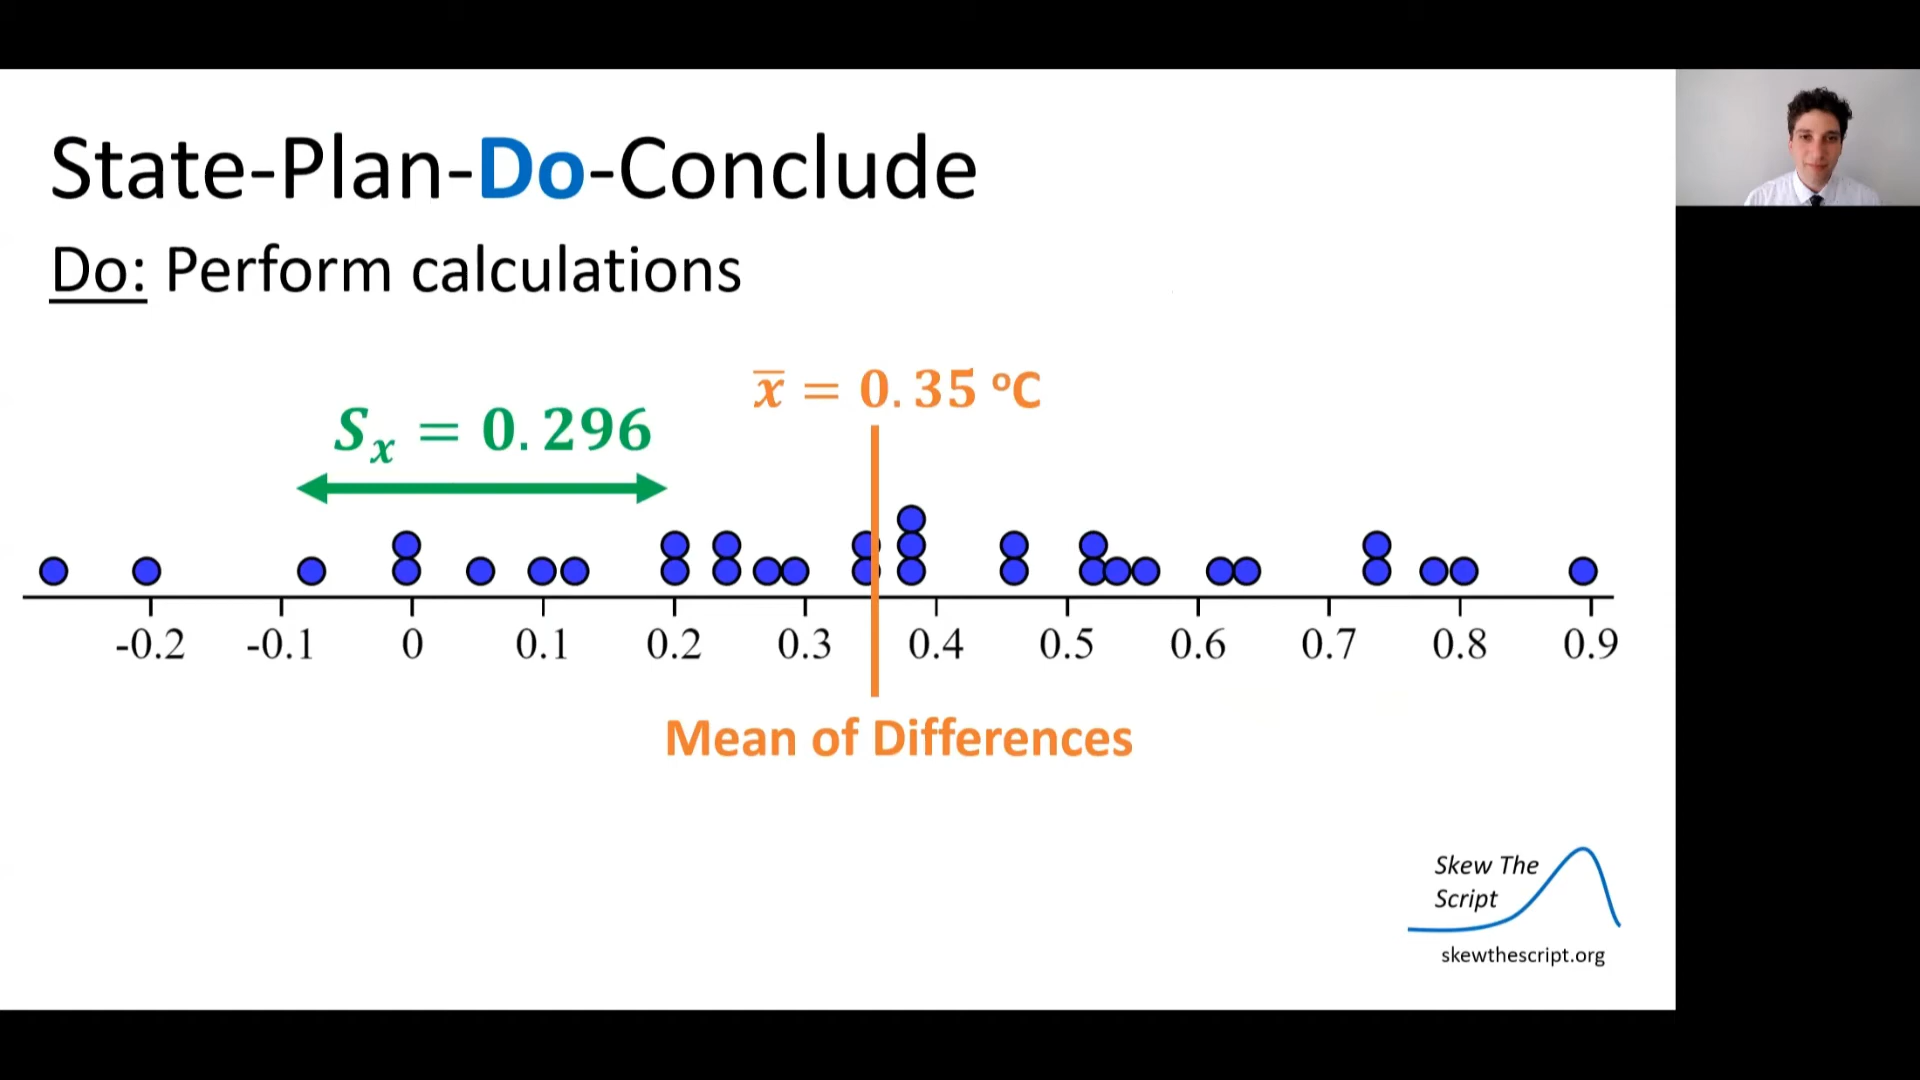 State-Plan-Do-Conclude
Do: Perform calculations
x̄ = 0.35 ºC
Sx = 0.296
-0.2 -0.1 0 0.1 0.2 0.3 0.4 0.5 0.6 0.7 0.8 0.9
Mean of Differences
Skew The
Script
skewthescript.org